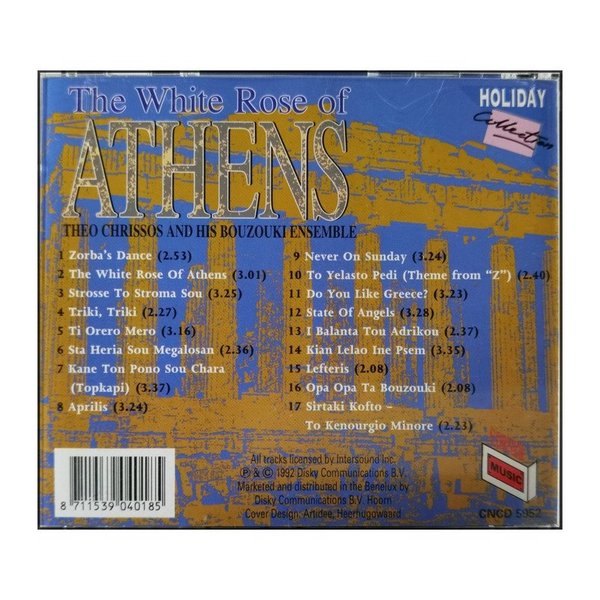 The White Rose of
ATHENS
THEO CHRISSOS AND HIS BOUZOUKI ENSEMBLE
HOLIDAY
Collection
1 Zorba's Dance (2.53)
2 The White Rose Of Athens (3.01)
3 Strosse To Stroma Sou (3.25)
4 Triki, Triki (2.27)
5 Ti Orero Mero (3.16)
6 Sta Heria Sou Megalosan (2.36)
7 Kane Ton Pono Sou Chara
(Topkapi) (3.37)
8 Aprilis (3.24)
9 Never On Sunday (3.24)
10 To Yelasto Pedi (Theme from “Z”) (2.40)
11 Do You Like Greece? (3.23)
12 State Of Angels (3.28)
13 I Balanta Tou Adrikou (2.37)
14 Kian Lelao Ine Psem (3.35)
15 Lefteris (2.08)
16 Opa Opa Ta Bouzouki (2.08)
17 Sirtaki Kofto –
To Kenourgio Minore (2.23)
8 711539 040185
All tracks licensed by Intersound Inc.
℗ & © 1992 Disky Communications B.V.
Marketed and distributed in the Benelux by
Disky Communications B.V. Hoorn
Cover Design: Artidee, Heerhugowaard
MUSIC
CNCD 5952